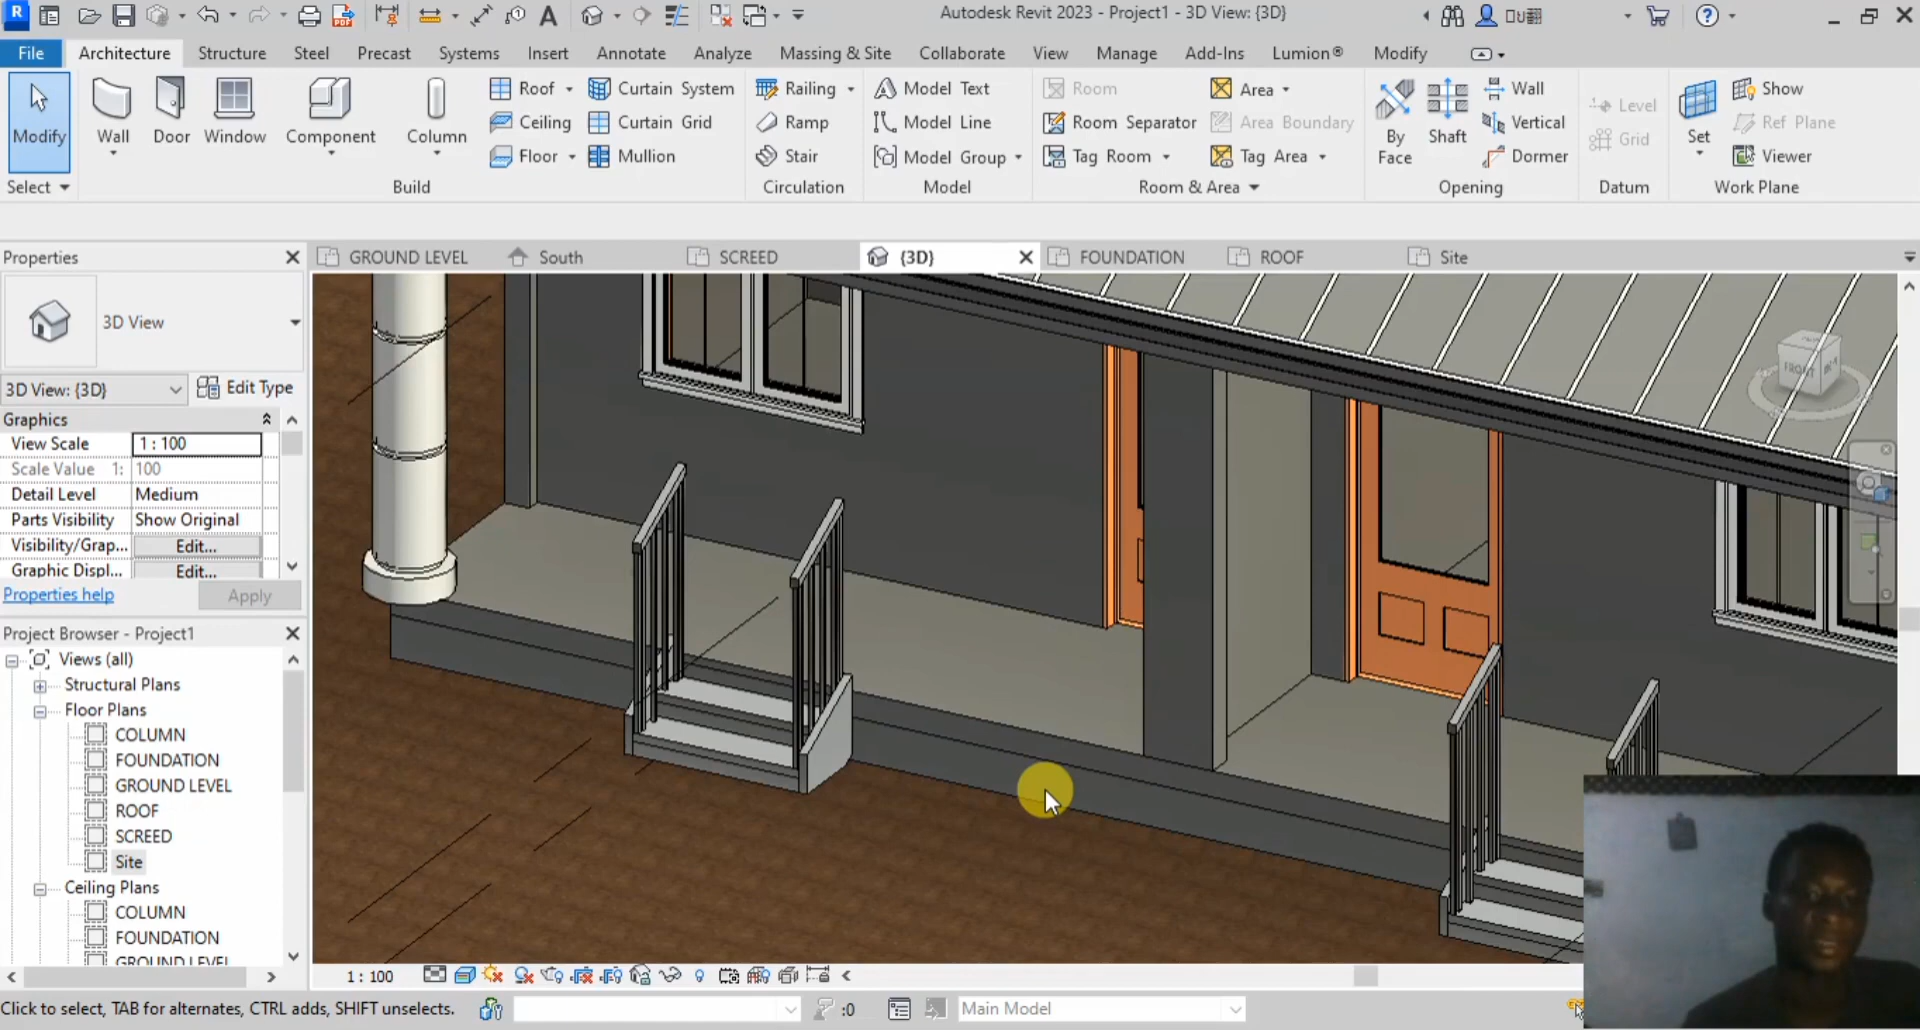 Autodesk Revit 2023 - Project1 - 3D View: {3D}
File Architecture Structure Steel Precast Systems Insert Annotate Analyze Massing & Site Collaborate View Manage Add-Ins Lumion® Modify
Modify Wall Door Window Component Column
Roof Curtain System
Ceiling Curtain Grid
Floor Mullion
Railing
Ramp
Stair
Model Text
Model Line
Model Group
Room Area
Room Separator Area Boundary
Tag Room Tag Area
By Face Shaft
Wall
Vertical
Dormer
Level
Grid
Set
Show
Ref Plane
Viewer
Select Build Circulation Model Room & Area Opening Datum Work Plane
Properties
GROUND LEVEL South SCREED {3D} FOUNDATION ROOF Site
3D View
3D View: {3D} Edit Type
Graphics
View Scale 1 : 100
Scale Value 1: 100
Detail Level Medium
Parts Visibility Show Original
Visibility/Grap... Edit...
Graphic Displ... Edit...
Properties help Apply
Project Browser - Project1
Views (all)
Structural Plans
Floor Plans
COLUMN
FOUNDATION
GROUND LEVEL
ROOF
SCREED
Site
Ceiling Plans
COLUMN
FOUNDATION
GROUND LEVEL
FRONT
1 : 100
Click to select, TAB for alternates, CTRL adds, SHIFT unselects.
:0
Main Model